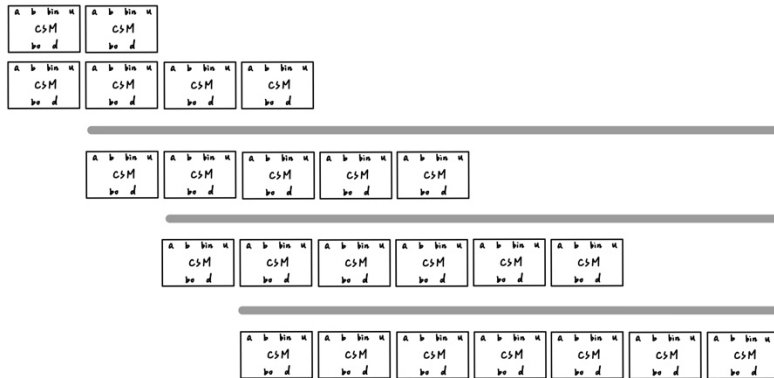 a b bin u a b bin u
CSM CSM
bo d bo d
a b bin u a b bin u a b bin u a b bin u
CSM CSM CSM CSM
bo d bo d bo d bo d
a b bin u a b bin u a b bin u a b bin u a b bin u
CSM CSM CSM CSM CSM
bo d bo d bo d bo d bo d
a b bin u a b bin u a b bin u a b bin u a b bin u a b bin u
CSM CSM CSM CSM CSM CSM
bo d bo d bo d bo d bo d bo d
a b bin u a b bin u a b bin u a b bin u a b bin u a b bin u a b bin u
CSM CSM CSM CSM CSM CSM CSM
bo d bo d bo d bo d bo d bo d bo d